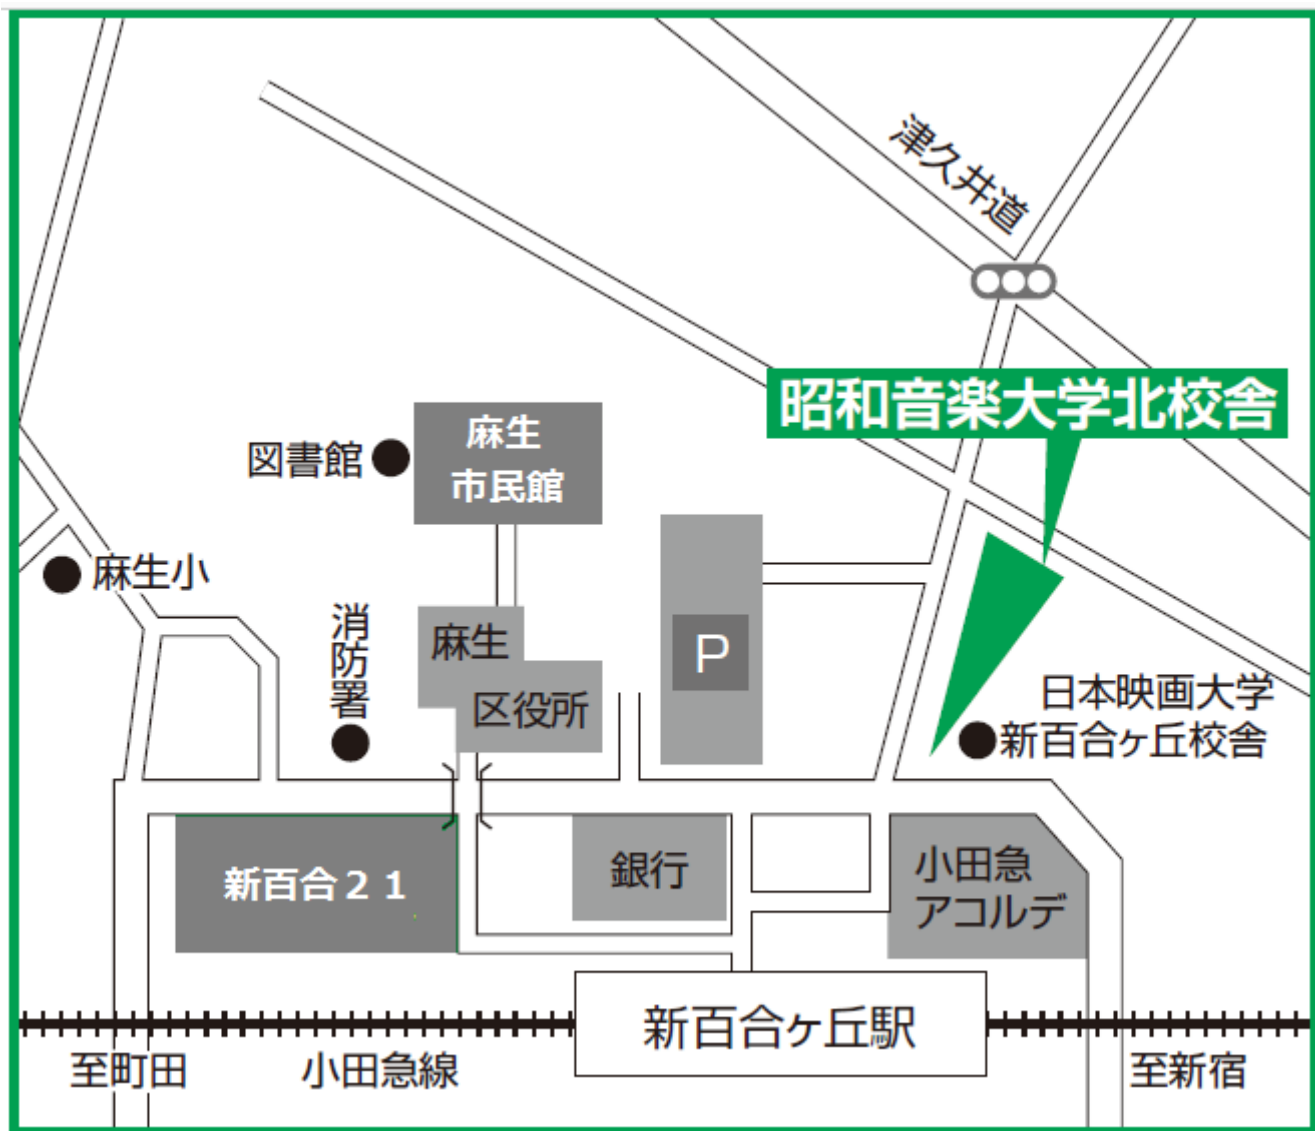 津久井道
昭和音楽大学北校舎
麻生
市民館
図書館
麻生小
消防署
麻生
区役所
P
日本映画大学
新百合ヶ丘校舎
新百合２１
銀行
小田急
アコルデ
新百合ヶ丘駅
至町田
小田急線
至新宿